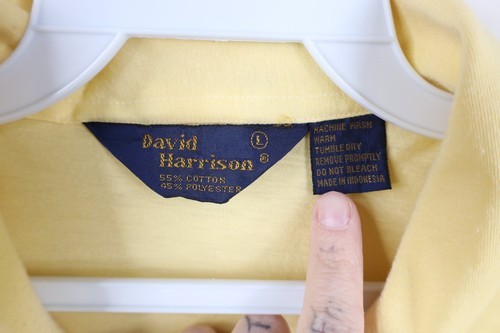 David
Harrison®
L
55% COTTON
45% POLYESTER
MACHINE WASH
WARM
TUMBLE DRY
REMOVE PROMPTLY
DO NOT BLEACH
MADE IN INDONESIA